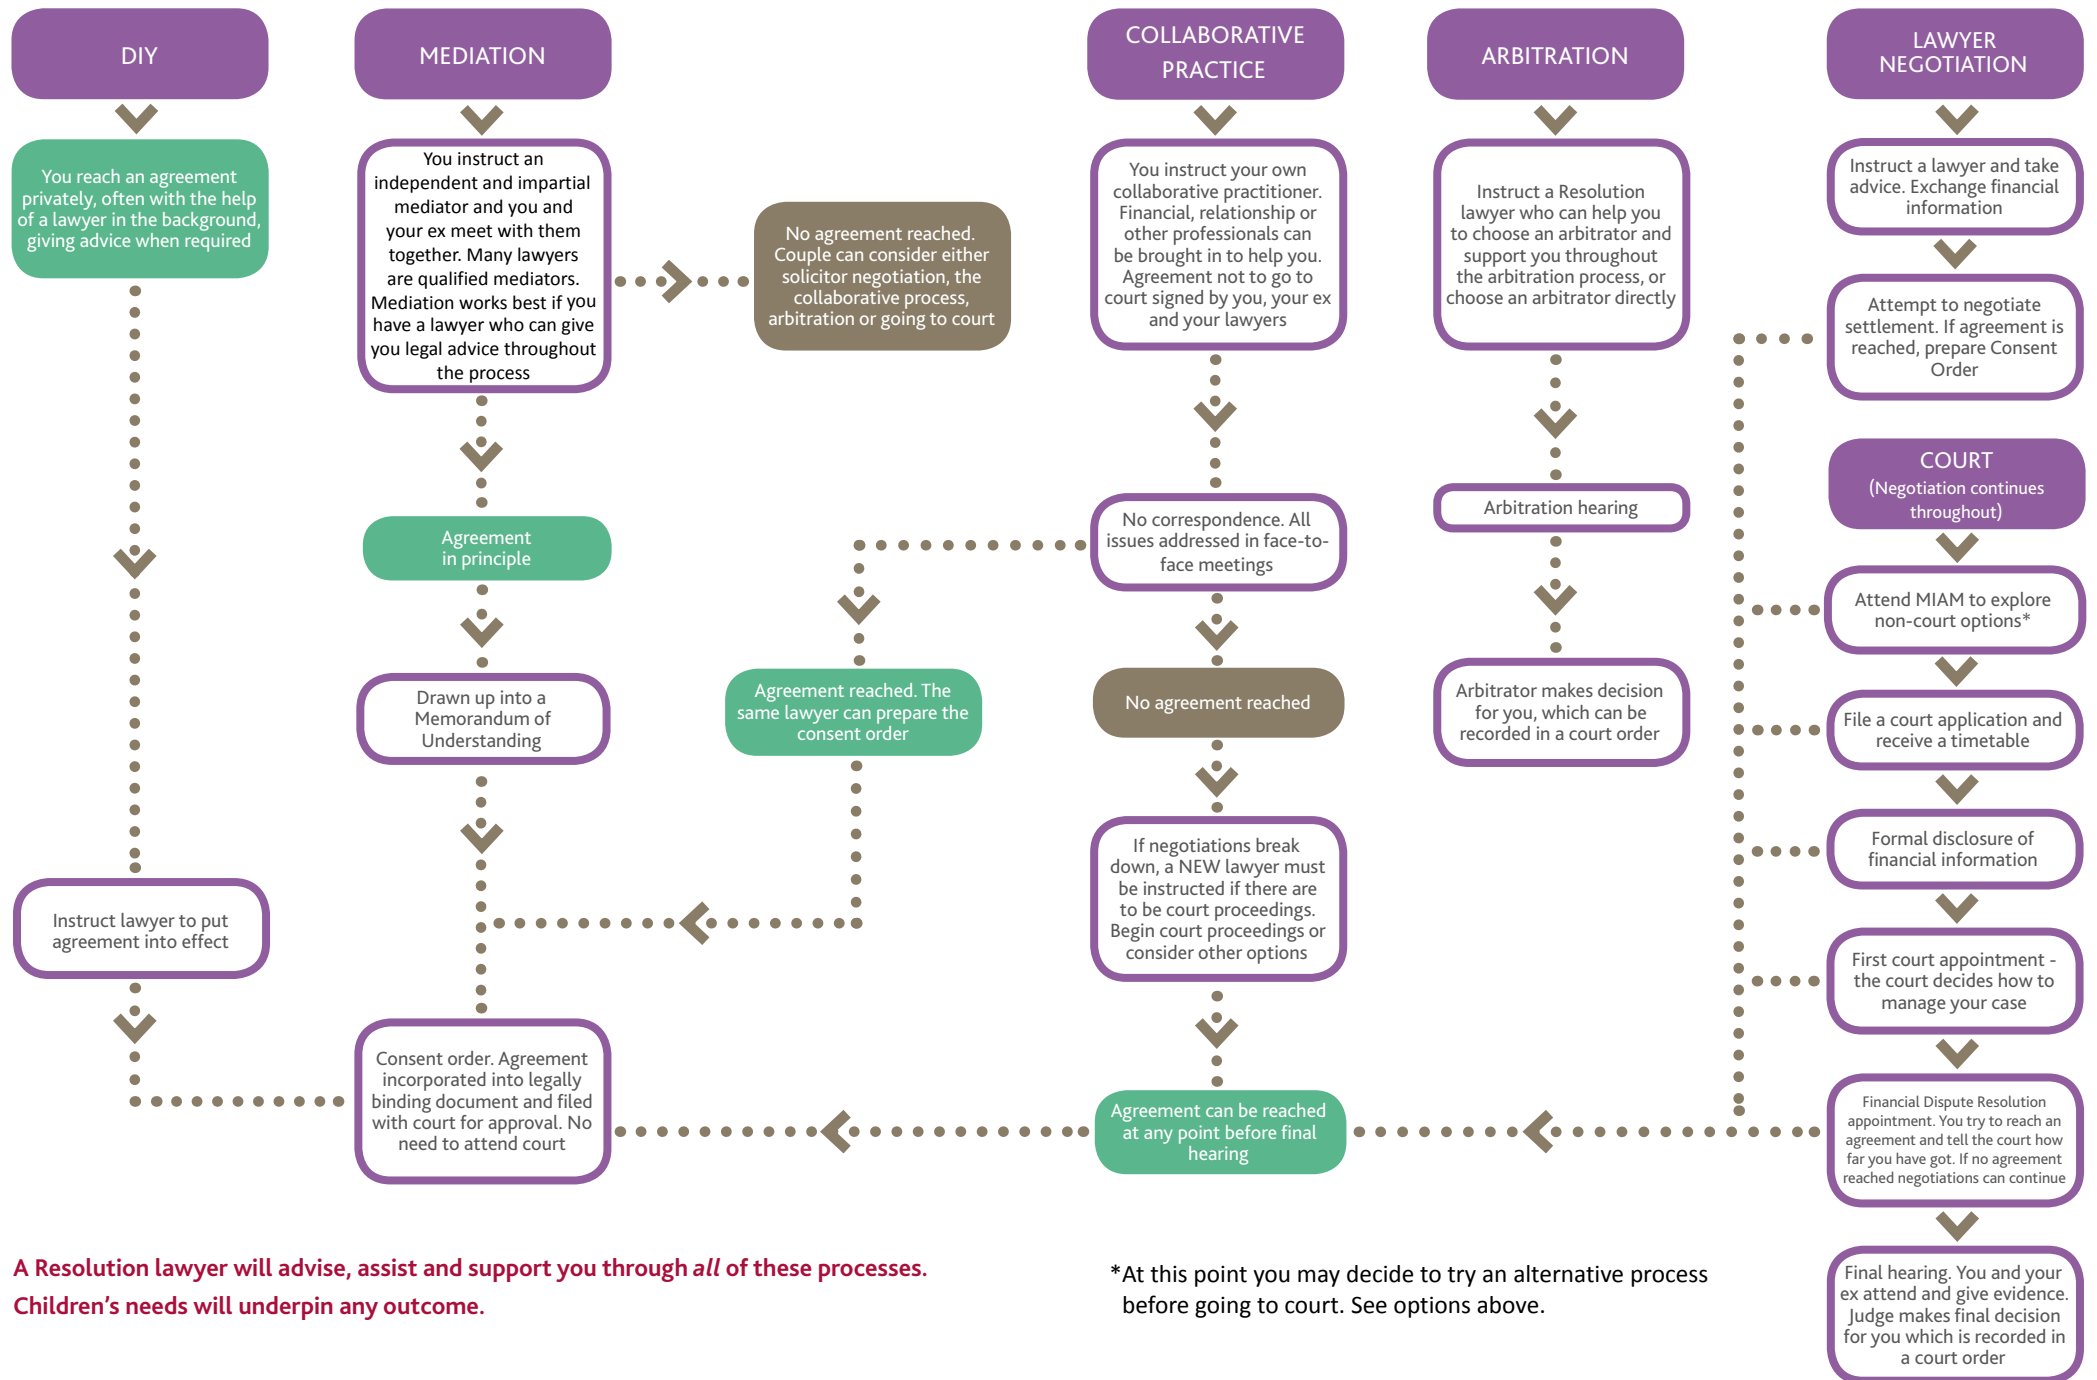 DIY
You reach an agreement
privately, often with the help
of a lawyer in the background,
giving advice when required
Instruct lawyer to put
agreement into effect
MEDIATION
You instruct an
independent and impartial
mediator and you and
your ex meet with them
together. Many lawyers
are qualified mediators.
Mediation works best if you
have a lawyer who can give
you legal advice throughout
the process
No agreement reached.
Couple can consider either
solicitor negotiation, the
collaborative process,
arbitration or going to court
Agreement
in principle
Drawn up into a
Memorandum of
Understanding
Consent order. Agreement
incorporated into legally
binding document and filed
with court for approval. No
need to attend court
COLLABORATIVE
PRACTICE
You instruct your own
collaborative practitioner.
Financial, relationship or
other professionals can
be brought in to help you.
Agreement not to go to
court signed by you, your ex
and your lawyers
No correspondence. All
issues addressed in face-to-
face meetings
Agreement reached. The
same lawyer can prepare the
consent order
No agreement reached
If negotiations break
down, a NEW lawyer must
be instructed if there are
to be court proceedings.
Begin court proceedings or
consider other options
Agreement can be reached
at any point before final
hearing
ARBITRATION
Instruct a Resolution
lawyer who can help you
to choose an arbitrator and
support you throughout
the arbitration process, or
choose an arbitrator directly
Arbitration hearing
Arbitrator makes decision
for you, which can be
recorded in a court order
LAWYER
NEGOTIATION
Instruct a lawyer and take
advice. Exchange financial
information
Attempt to negotiate
settlement. If agreement is
reached, prepare Consent
Order
COURT
(Negotiation continues
throughout)
Attend MIAM to explore
non-court options*
File a court application and
receive a timetable
Formal disclosure of
financial information
First court appointment -
the court decides how to
manage your case
Financial Dispute Resolution
appointment. You try to reach an
agreement and tell the court how
far you have got. If no agreement
reached negotiations can continue
Final hearing. You and your
ex attend and give evidence.
Judge makes final decision
for you which is recorded in
a court order
A Resolution lawyer will advise, assist and support you through all of these processes.
Children's needs will underpin any outcome.
*At this point you may decide to try an alternative process
before going to court. See options above.